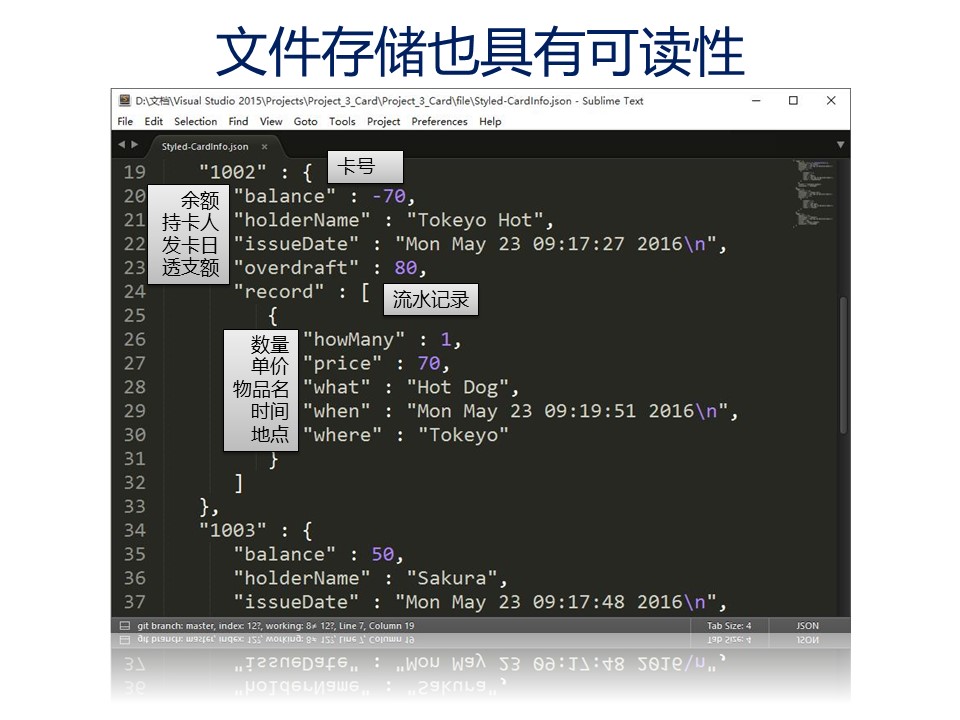 文件存储也具有可读性
D:\文档\Visual Studio 2015\Projects\Project_3_Card\Project_3_Card\file\Styled-CardInfo.json - Sublime Text
File Edit Selection Find View Goto Tools Project Preferences Help
Styled-CardInfo.json ×
19 "1002" : {
卡号
20 "balance" : -70,
21 "holderName" : "Tokeyo Hot",
22 "issueDate" : "Mon May 23 09:17:27 2016\n",
23 "overdraft" : 80,
余额
持卡人
发卡日
透支额
24 "record" : [
流水记录
25 {
26 "howMany" : 1,
27 "price" : 70,
28 "what" : "Hot Dog",
29 "when" : "Mon May 23 09:19:51 2016\n",
30 "where" : "Tokeyo"
数量
单价
物品名
时间
地点
31 }
32 ]
33 },
34 "1003" : {
35 "balance" : 50,
36 "holderName" : "Sakura",
37 "issueDate" : "Mon May 23 09:17:48 2016\n",
git branch: master, index: 12?, working: 8≠ 12?, Line 7, Column 19 Tab Size: 4 JSON